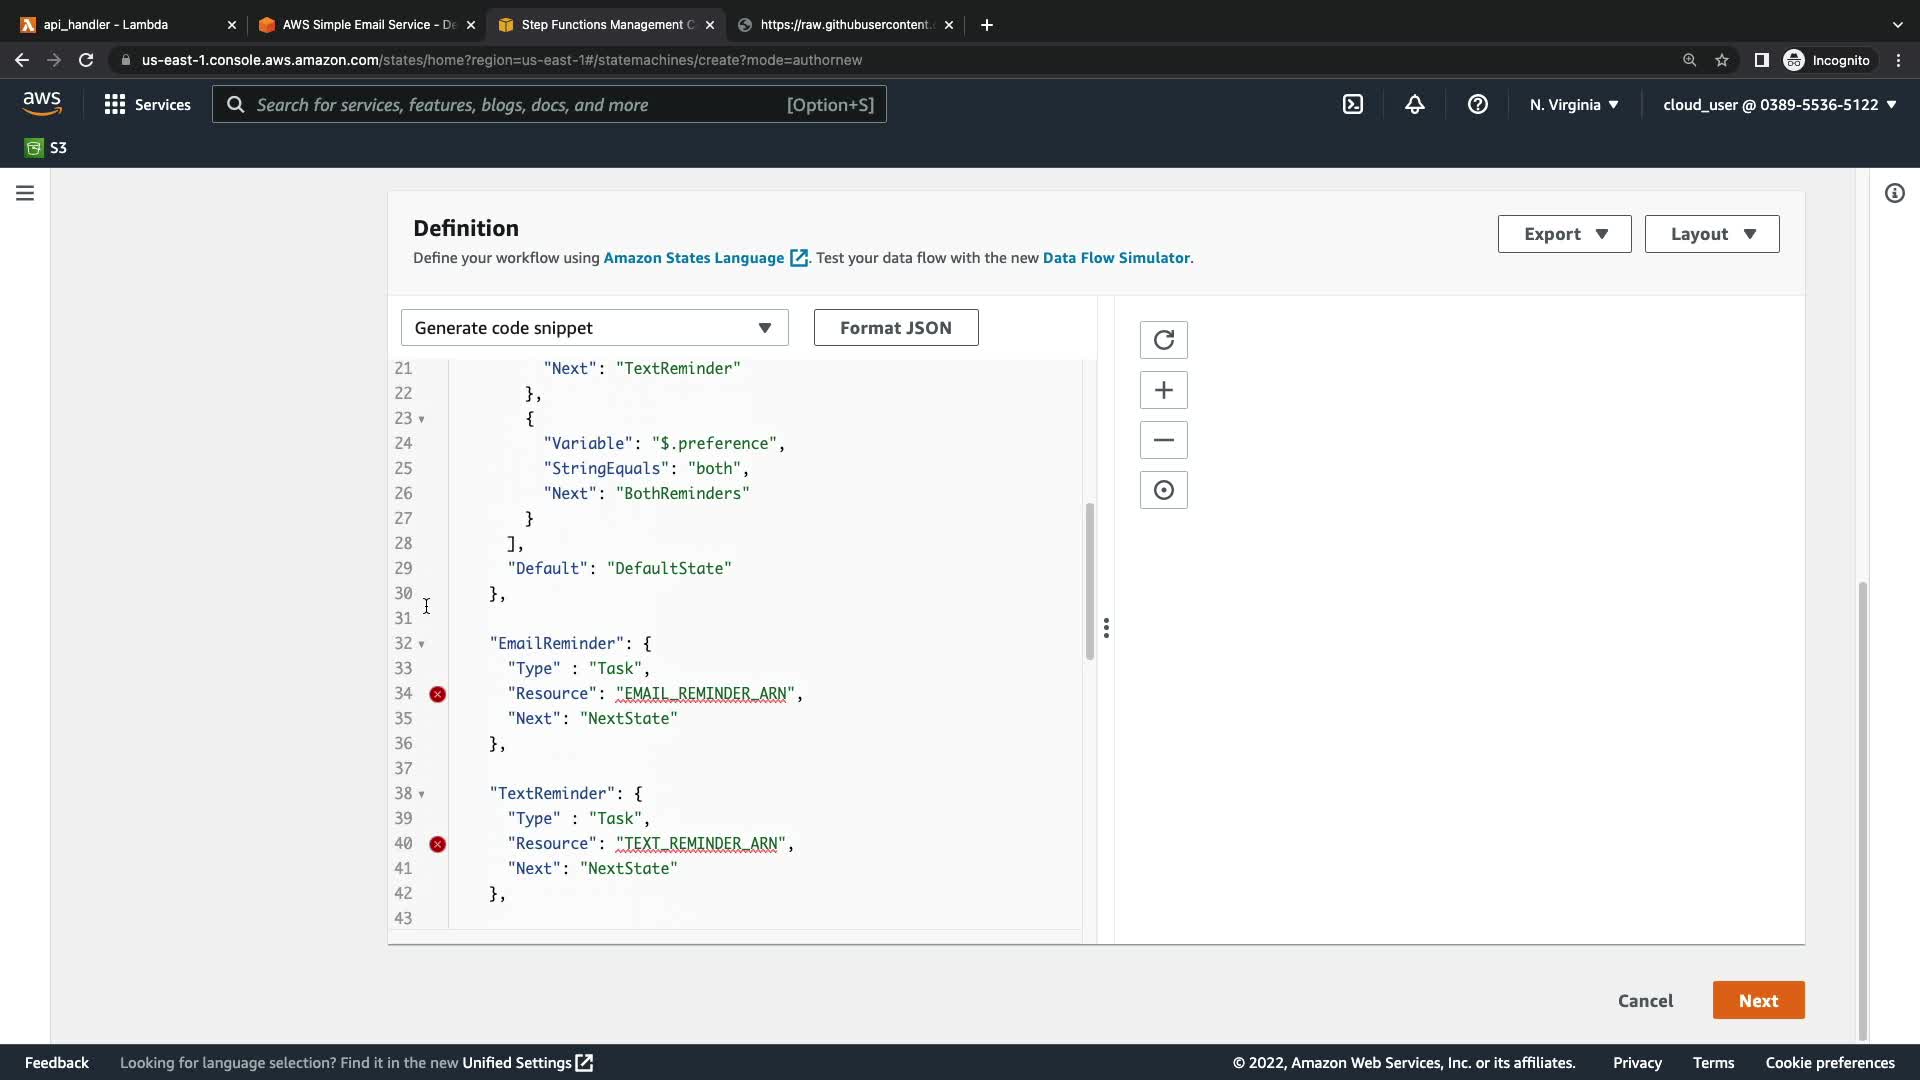 api_handler - Lambda
AWS Simple Email Service - De
Step Functions Management C
https://raw.githubusercontent.c
us-east-1.console.aws.amazon.com/states/home?region=us-east-1#/statemachines/create?mode=authornew
Incognito
aws
Services
Search for services, features, blogs, docs, and more
[Option+S]
N. Virginia
cloud_user @ 0389-5536-5122
S3
Definition
Define your workflow using Amazon States Language. Test your data flow with the new Data Flow Simulator.
Export
Layout
Generate code snippet
Format JSON
21 "Next": "TextReminder"
22 },
23 {
24 "Variable": "$.preference",
25 "StringEquals": "both",
26 "Next": "BothReminders"
27 }
28 ],
29 "Default": "DefaultState"
30 },
31
32 "EmailReminder": {
33 "Type" : "Task",
34 "Resource": "EMAIL_REMINDER_ARN",
35 "Next": "NextState"
36 },
37
38 "TextReminder": {
39 "Type" : "Task",
40 "Resource": "TEXT_REMINDER_ARN",
41 "Next": "NextState"
42 },
43
Cancel
Next
Feedback
Looking for language selection? Find it in the new Unified Settings
© 2022, Amazon Web Services, Inc. or its affiliates.
Privacy
Terms
Cookie preferences